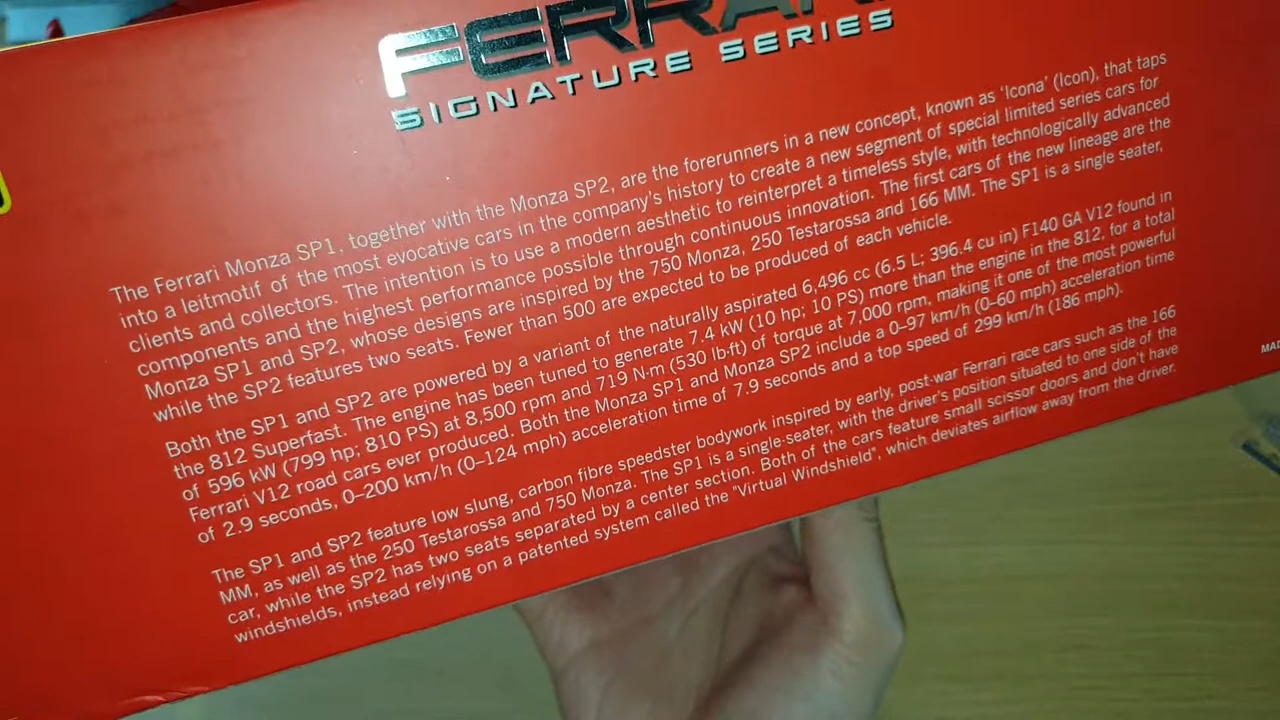 FERRARI
SIGNATURE SERIES
The Ferrari Monza SP1, together with the Monza SP2, are the forerunners in a new concept, known as 'Icona' (Icon), that taps
into a leitmotif of the most evocative cars in the company's history to create a new segment of special limited series cars for
clients and collectors. The intention is to use a modern aesthetic to reinterpret a timeless style, with technologically advanced
components and the highest performance possible through continuous innovation. The first cars of the new lineage are the
Monza SP1 and SP2, whose designs are inspired by the 750 Monza, 250 Testarossa and 166 MM. The SP1 is a single seater,
while the SP2 features two seats. Fewer than 500 are expected to be produced of each vehicle.
Both the SP1 and SP2 are powered by a variant of the naturally aspirated 6,496 cc (6.5 L; 396.4 cu in) F140 GA V12 found in
the 812 Superfast. The engine has been tuned to generate 7.4 kW (10 hp; 10 PS) more than the engine in the 812, for a total
of 596 kW (799 hp; 810 PS) at 8,500 rpm and 719 N·m (530 lb·ft) of torque at 7,000 rpm, making it one of the most powerful
Ferrari V12 road cars ever produced. Both the Monza SP1 and Monza SP2 include a 0–97 km/h (0–60 mph) acceleration time
of 2.9 seconds, 0–200 km/h (0–124 mph) acceleration time of 7.9 seconds and a top speed of 299 km/h (186 mph).
The SP1 and SP2 feature low slung, carbon fibre speedster bodywork inspired by early, post-war Ferrari race cars such as the 166
MM, as well as the 250 Testarossa and 750 Monza. The SP1 is a single-seater, with the driver's position situated to one side of the
car, while the SP2 has two seats separated by a center section. Both of the cars feature small scissor doors and don't have
windshields, instead relying on a patented system called the "Virtual Windshield", which deviates airflow away from the driver.